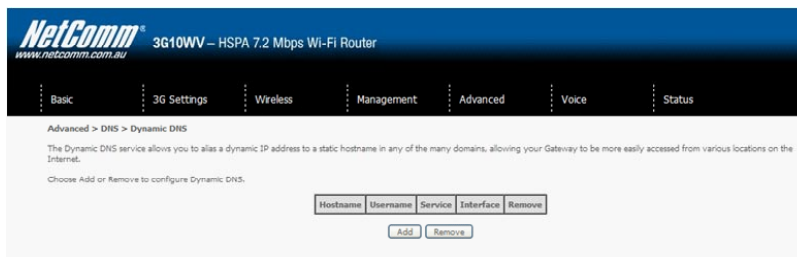 NetComm®
www.netcomm.com.au
3G10WV – HSPA 7.2 Mbps Wi-Fi Router
Basic 3G Settings Wireless Management Advanced Voice Status
Advanced > DNS > Dynamic DNS
The Dynamic DNS service allows you to alias a dynamic IP address to a static hostname in any of the many domains, allowing your Gateway to be more easily accessed from various locations on the
Internet.
Choose Add or Remove to configure Dynamic DNS.
Hostname Username Service Interface Remove
Add Remove